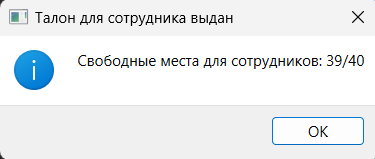 Талон для сотрудника выдан
Свободные места для сотрудников: 39/40
OK